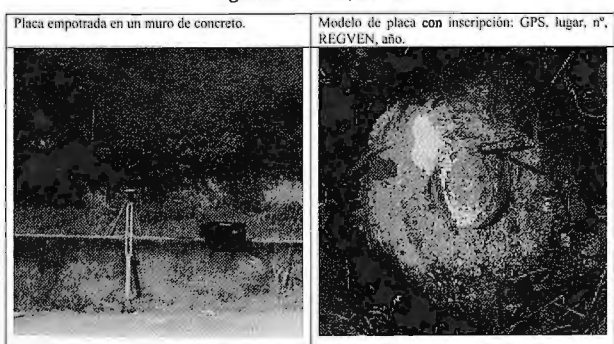 Placa empotrada en un muro de concreto.
Modelo de placa con inscripción: GPS, lugar, nº,
REGVEN, año.